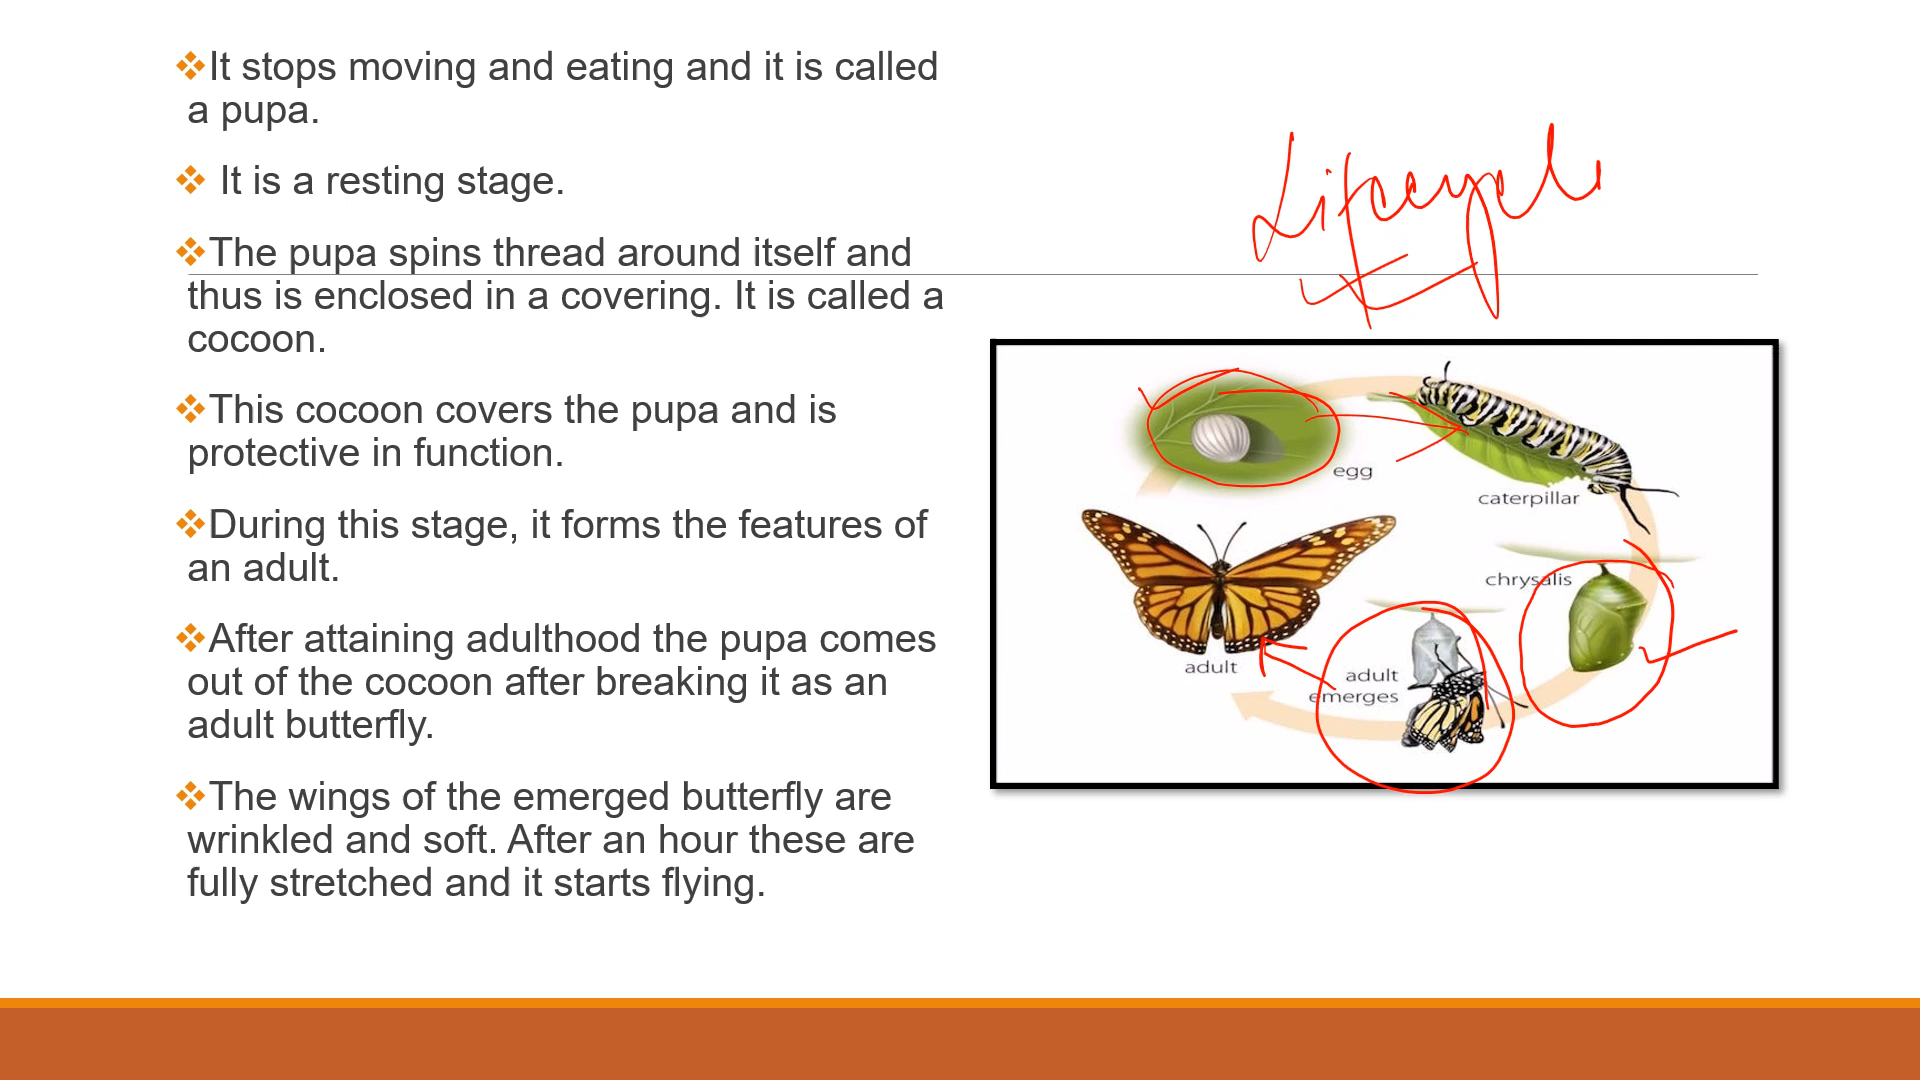 ❖It stops moving and eating and it is called
a pupa.
❖ It is a resting stage.
❖The pupa spins thread around itself and
thus is enclosed in a covering. It is called a
cocoon.
❖This cocoon covers the pupa and is
protective in function.
❖During this stage, it forms the features of
an adult.
❖After attaining adulthood the pupa comes
out of the cocoon after breaking it as an
adult butterfly.
❖The wings of the emerged butterfly are
wrinkled and soft. After an hour these are
fully stretched and it starts flying.
Lifecycle
egg
caterpillar
chrysalis
adult
emerges
adult